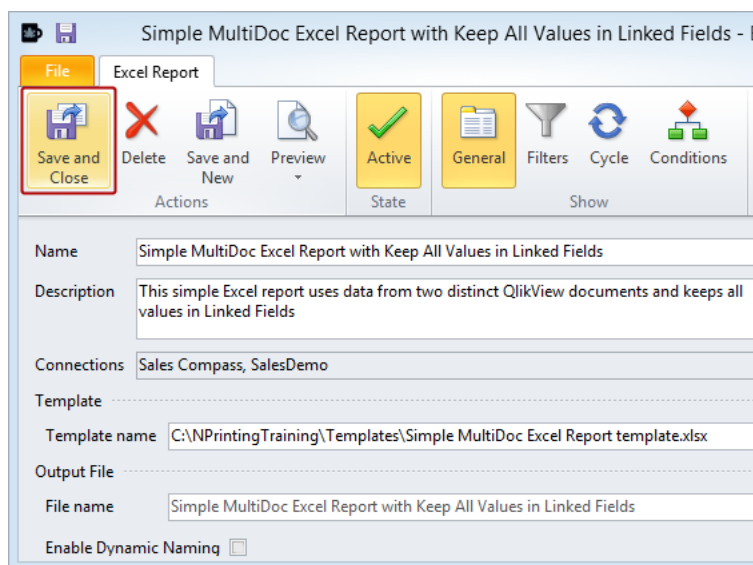 Simple MultiDoc Excel Report with Keep All Values in Linked Fields -
File Excel Report
Save and Close Delete Save and New Preview Active General Filters Cycle Conditions
Actions State Show
Name Simple MultiDoc Excel Report with Keep All Values in Linked Fields
Description This simple Excel report uses data from two distinct QlikView documents and keeps all
values in Linked Fields
Connections Sales Compass, SalesDemo
Template
Template name C:\NPrintingTraining\Templates\Simple MultiDoc Excel Report template.xlsx
Output File
File name Simple MultiDoc Excel Report with Keep All Values in Linked Fields
Enable Dynamic Naming